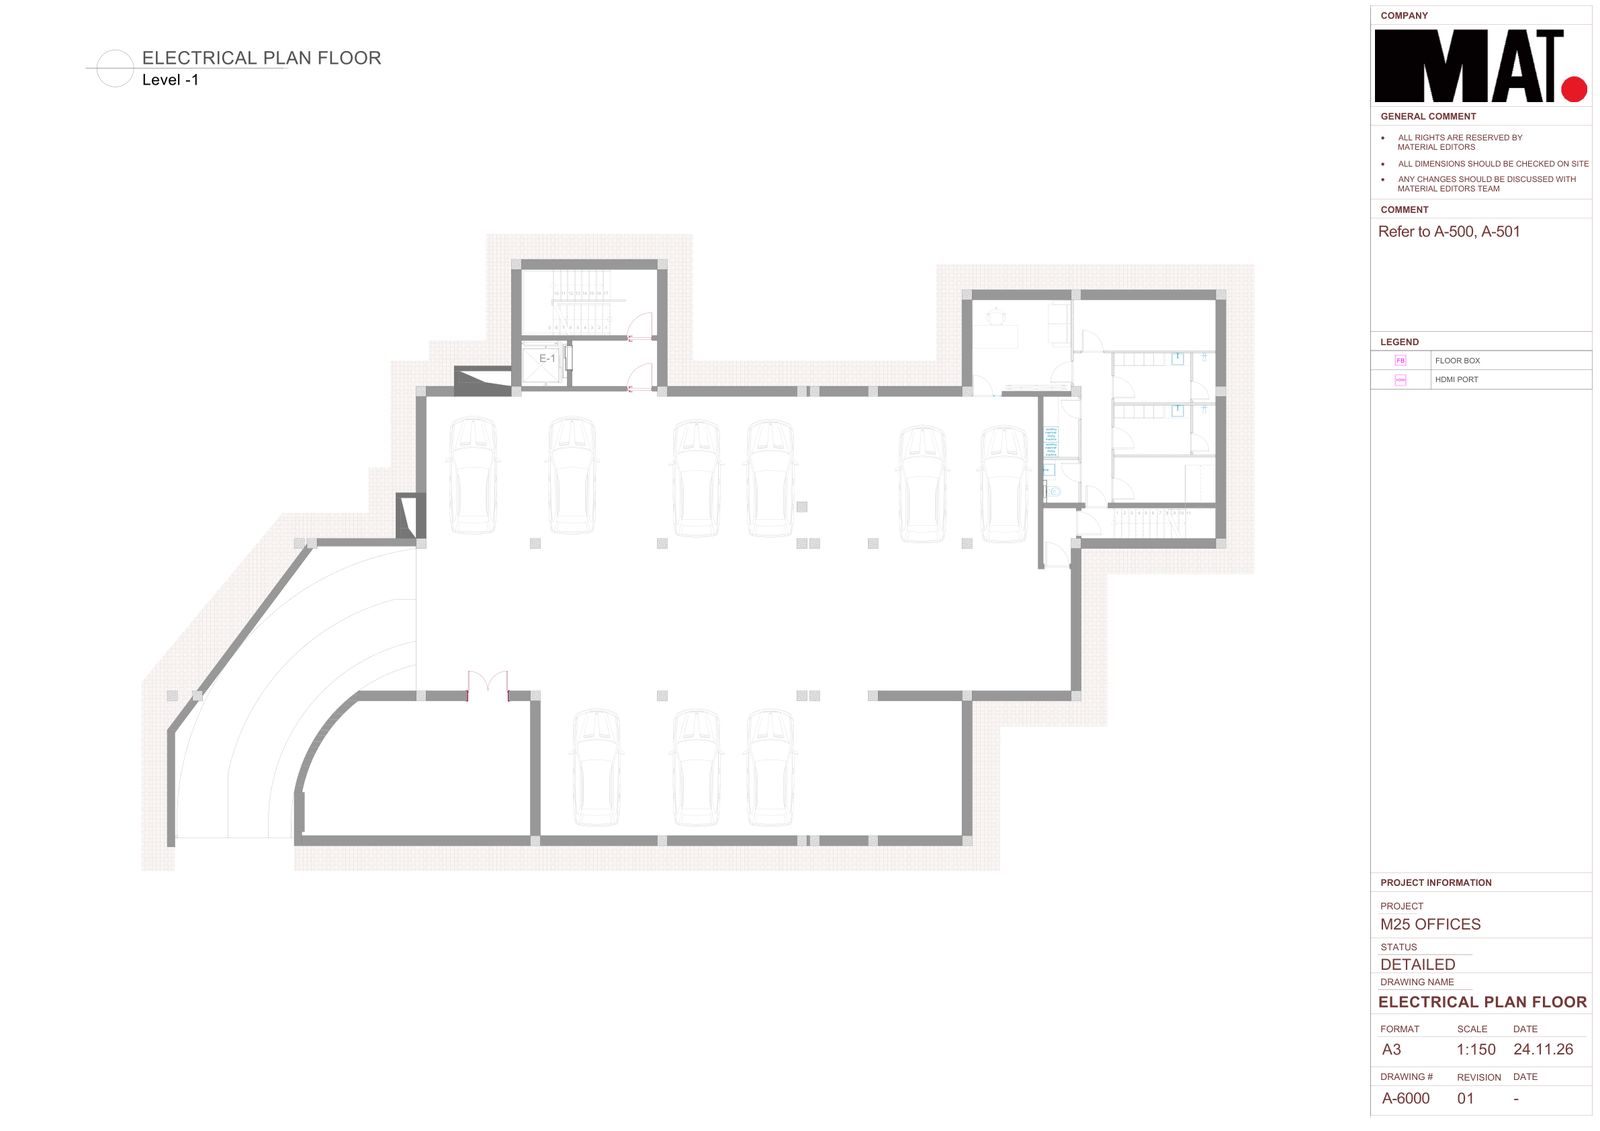 ELECTRICAL PLAN FLOOR
Level -1
E-1
COMPANY
MAT.
GENERAL COMMENT
• ALL RIGHTS ARE RESERVED BY
MATERIAL EDITORS
• ALL DIMENSIONS SHOULD BE CHECKED ON SITE
• ANY CHANGES SHOULD BE DISCUSSED WITH
MATERIAL EDITORS TEAM
COMMENT
Refer to A-500, A-501
LEGEND
FB FLOOR BOX
HDMI HDMI PORT
PROJECT INFORMATION
PROJECT
M25 OFFICES
STATUS
DETAILED
DRAWING NAME
ELECTRICAL PLAN FLOOR
FORMAT SCALE DATE
A3 1:150 24.11.26
DRAWING # REVISION DATE
A-6000 01 -